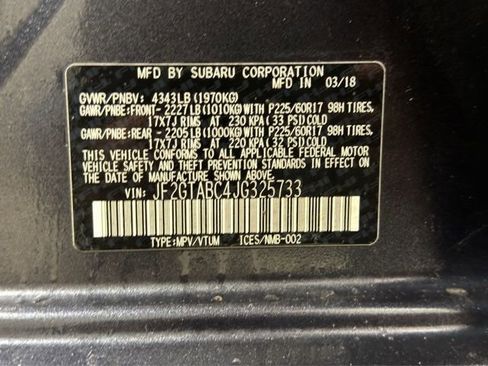 MFD BY SUBARU CORPORATION
MFD IN 03/18
GVWR/PNBV: 4343LB (1970KG)
GAWR/PNBE:FRONT-2227LB(1010KG)WITH P225/60R17 98H TIRES,
17X7J RIMS AT 230 KPA (33 PSI)COLD
GAWR/PNBE:REAR -2205LB(1000KG)WITH P225/60R17 98H TIRES,
17X7J RIMS AT 220 KPA (32 PSI)COLD
THIS VEHICLE CONFORMS TO ALL APPLICABLE FEDERAL MOTOR
VEHICLE SAFETY AND THEFT PREVENTION STANDARDS IN EFFECT ON THE
DATE OF MANUFACTURE SHOWN ABOVE.
VIN: JF2GTABC4JG325733
TYPE:MPV/VTUM ICES/NMB-002